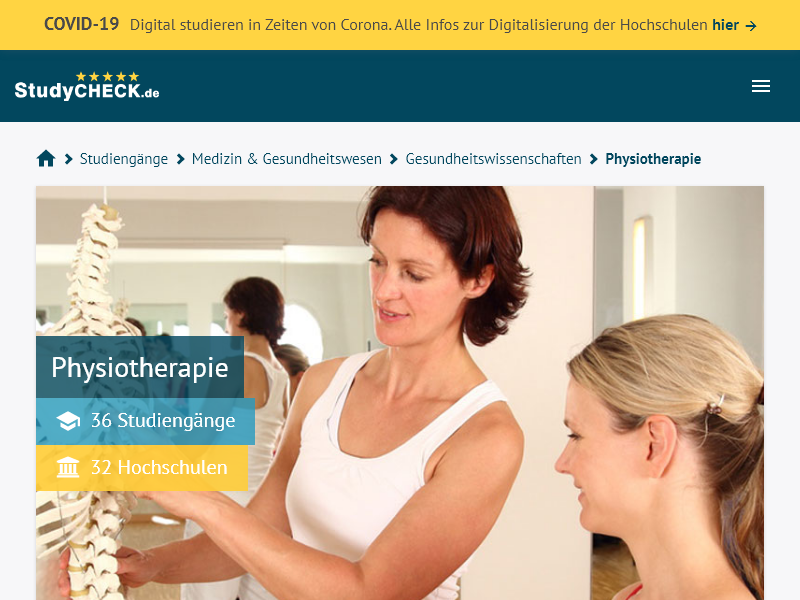 COVID-19 Digital studieren in Zeiten von Corona. Alle Infos zur Digitalisierung der Hochschulen hier →
StudyCHECK.de
Studiengänge Medizin & Gesundheitswesen Gesundheitswissenschaften Physiotherapie
Physiotherapie
36 Studiengänge
32 Hochschulen